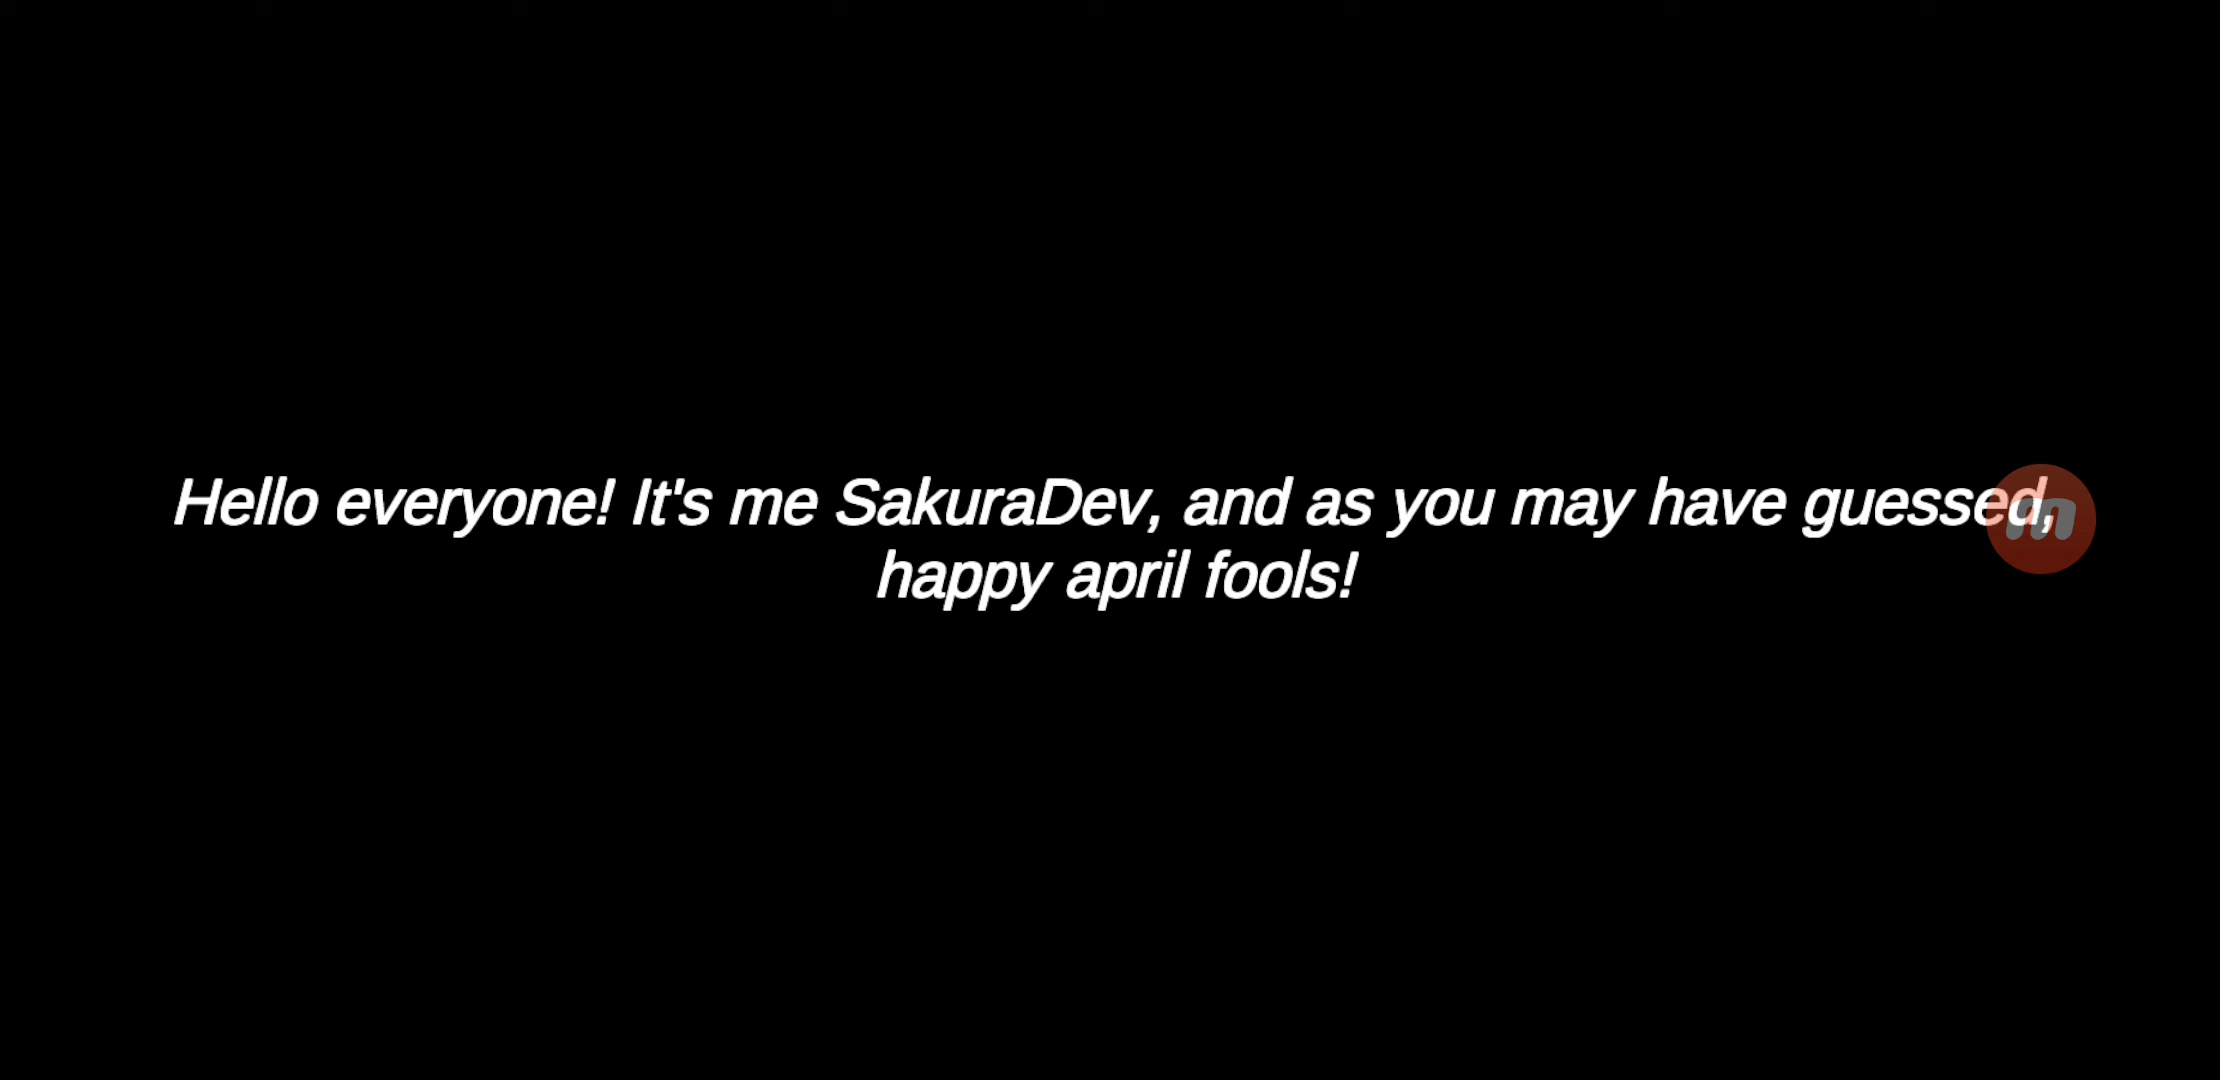 Hello everyone! It's me SakuraDev, and as you may have guessed,
happy april fools!